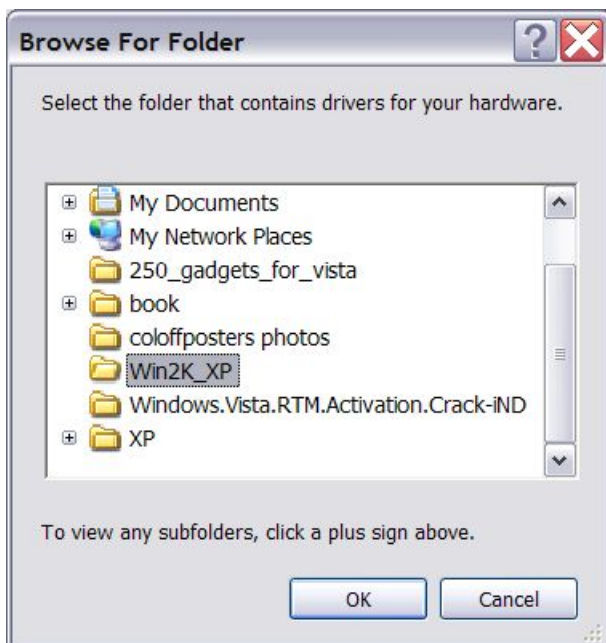 Browse For Folder
Select the folder that contains drivers for your hardware.
My Documents
My Network Places
250_gadgets_for_vista
book
coloffposters photos
Win2K_XP
Windows.Vista.RTM.Activation.Crack-iND
XP
To view any subfolders, click a plus sign above.
OK Cancel